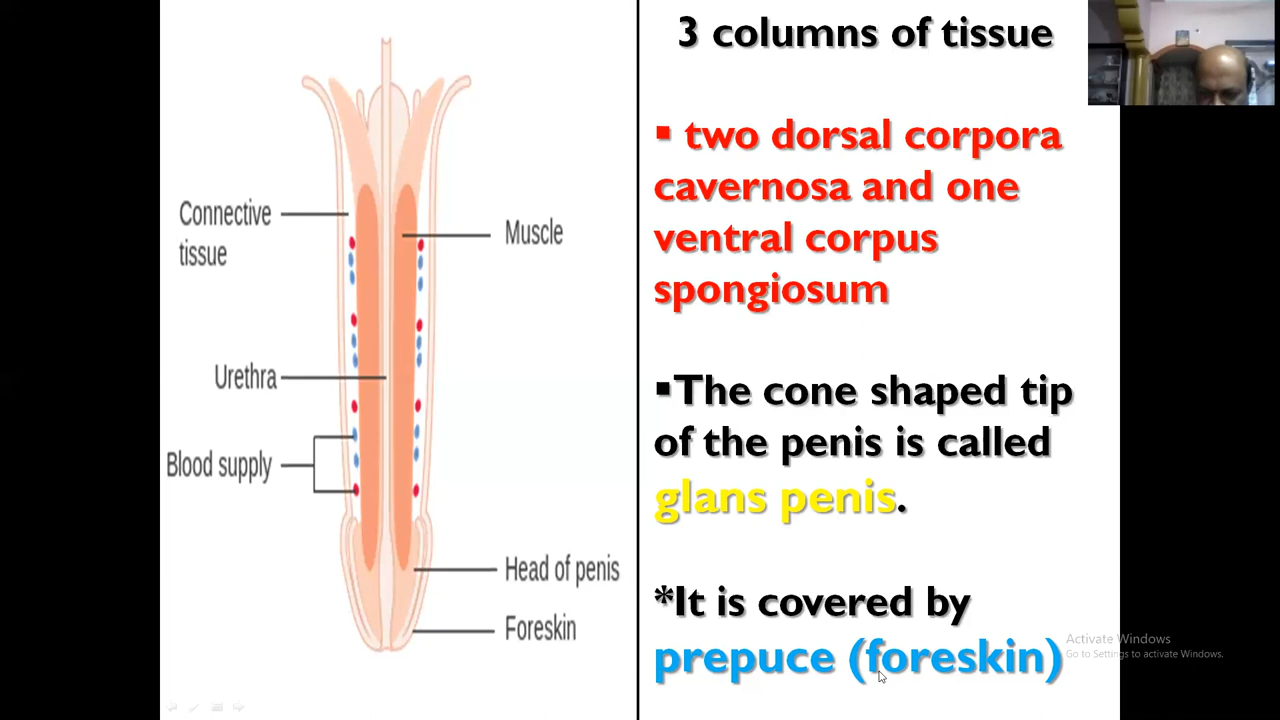 Connective
tissue
Muscle
Urethra
Blood supply
Head of penis
Foreskin
3 columns of tissue
▪ two dorsal corpora
cavernosa and one
ventral corpus
spongiosum
▪The cone shaped tip
of the penis is called
glans penis.
*It is covered by
prepuce (foreskin)
Activate Windows
Go to Settings to activate Windows.